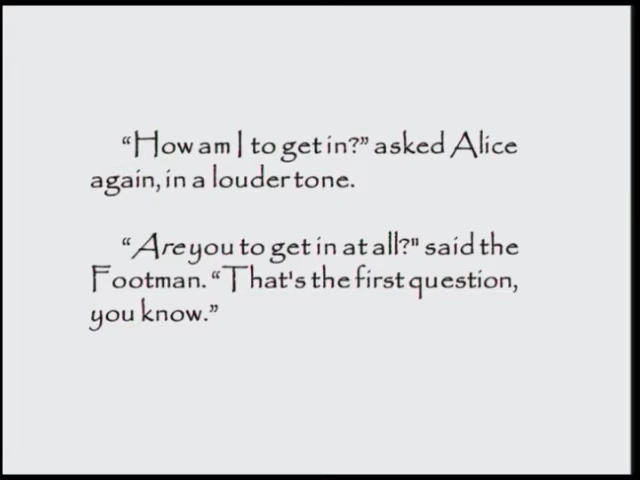 “How am I to get in?” asked Alice
again, in a louder tone.
“Are you to get in at all?" said the
Footman. “That's the first question,
you know.”